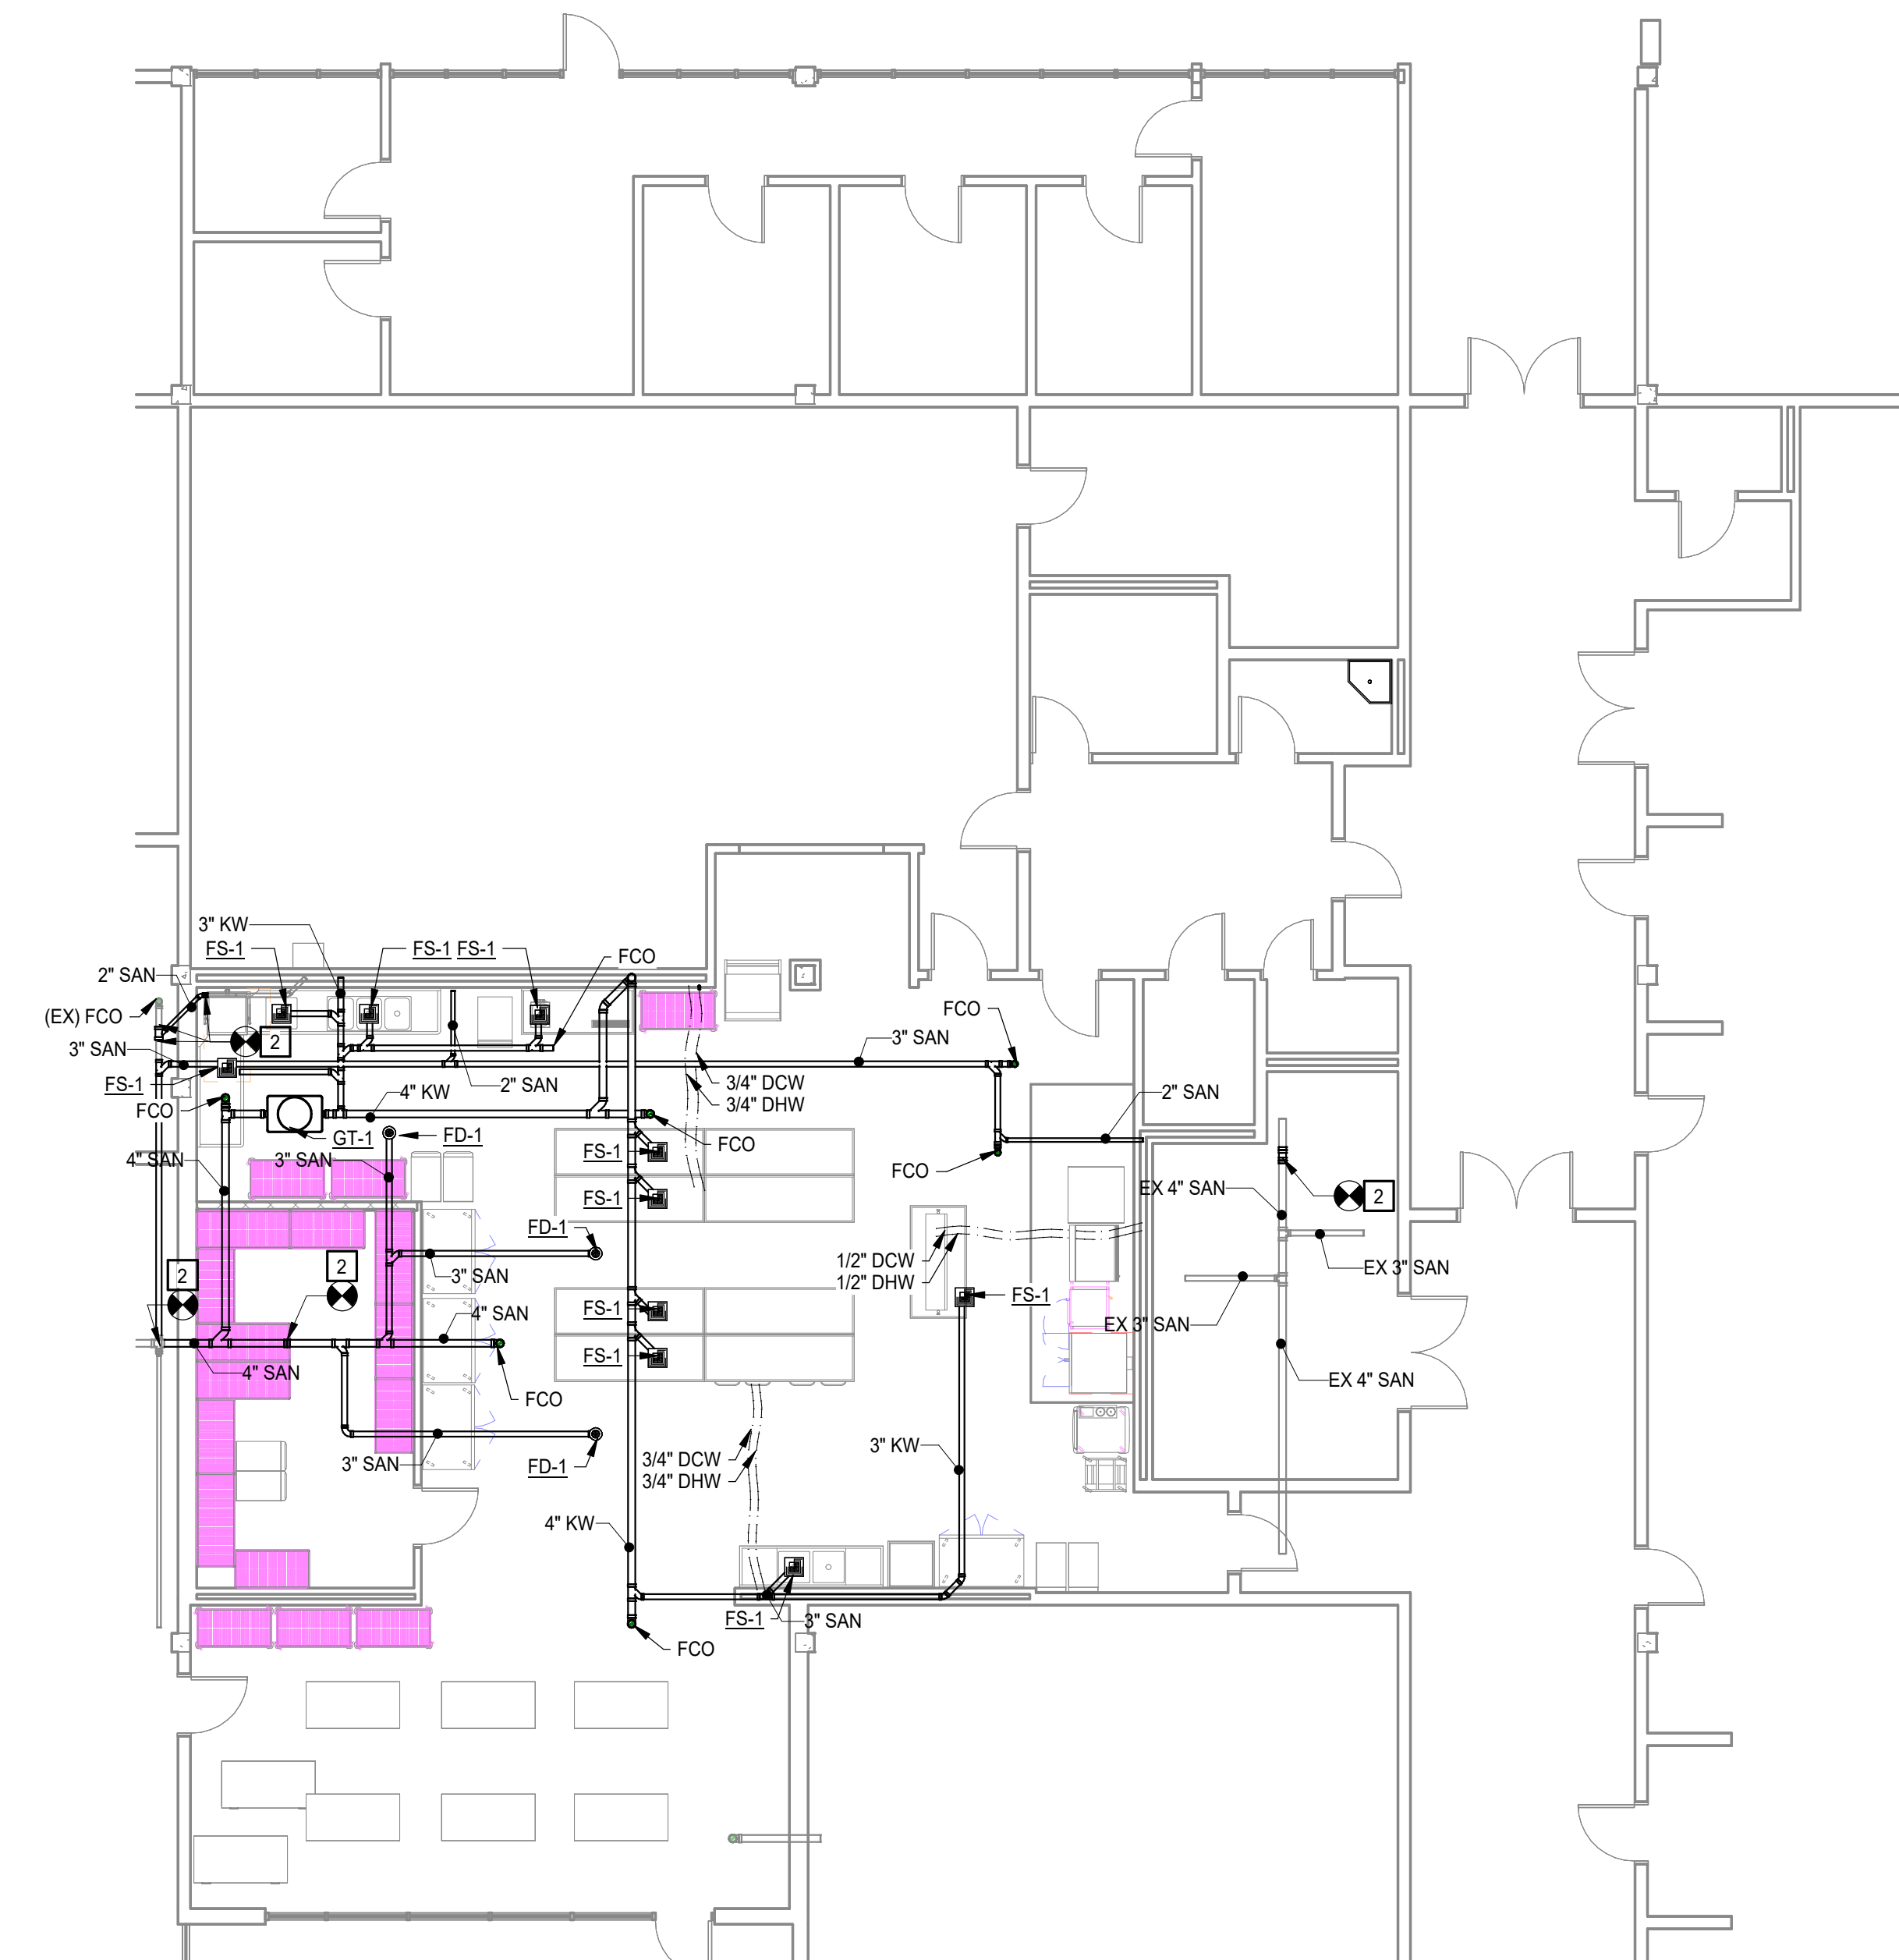 3" KW
FS-1
FS-1 FS-1
FCO
2" SAN
(EX) FCO
2
3" SAN
FS-1
FCO
3" SAN
FCO
2" SAN
3/4" DCW
3/4" DHW
4" KW
2" SAN
GT-1
FD-1
FCO
FS-1
4" SAN
3" SAN
FCO
FS-1
EX 4" SAN
2
FD-1
1/2" DCW
1/2" DHW
EX 3" SAN
3" SAN
2
2
FS-1
FS-1
4" SAN
EX 3" SAN
FS-1
4" SAN
EX 4" SAN
FCO
3" SAN
FD-1
3/4" DCW
3/4" DHW
3" KW
4" KW
FS-1
3" SAN
FCO